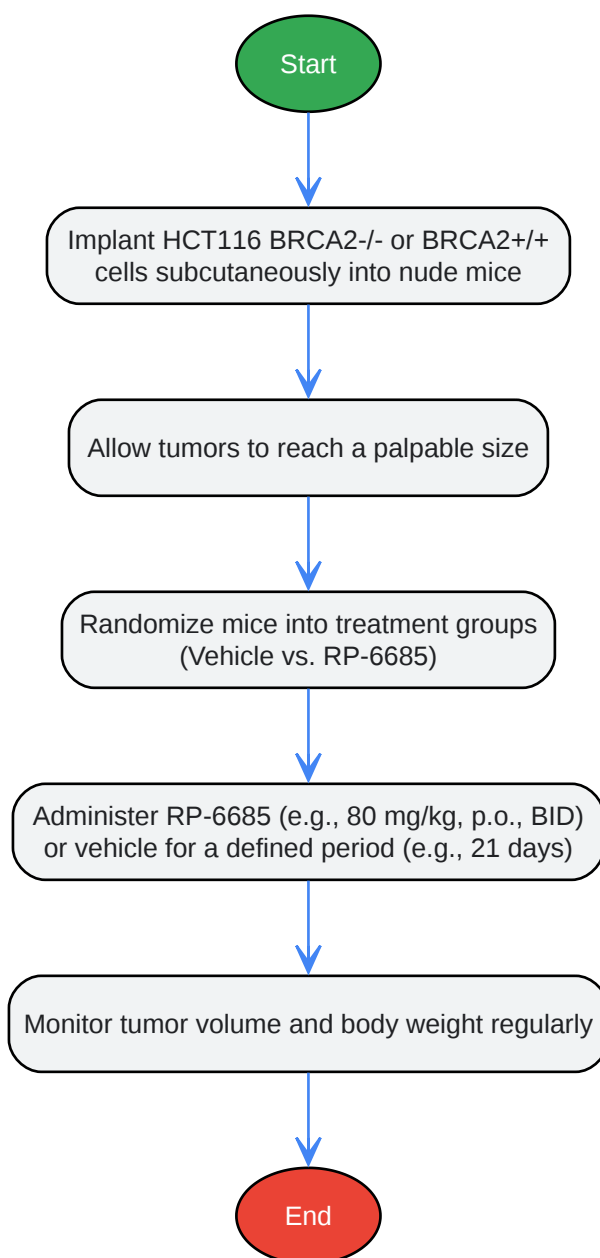 Start
Implant HCT116 BRCA2-/- or BRCA2+/+
cells subcutaneously into nude mice
Allow tumors to reach a palpable size
Randomize mice into treatment groups
(Vehicle vs. RP-6685)
Administer RP-6685 (e.g., 80 mg/kg, p.o., BID)
or vehicle for a defined period (e.g., 21 days)
Monitor tumor volume and body weight regularly
End